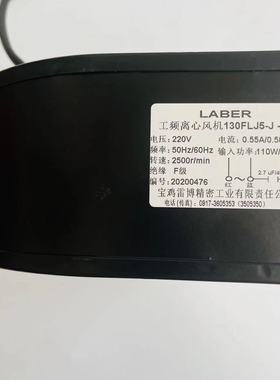 LABER
工频离心风机130FLJ5-J
电压: 220V 电流: 0.55A/0.5
频率: 50Hz/60Hz 输入功率: 110W/
转速: 2500r/min
绝缘 F级
编号: 20200476
2.7 uF/4
红 蓝
宝鸡雷博精密工业有限责任公
电话(传真): 0917-3605353 (3505350)